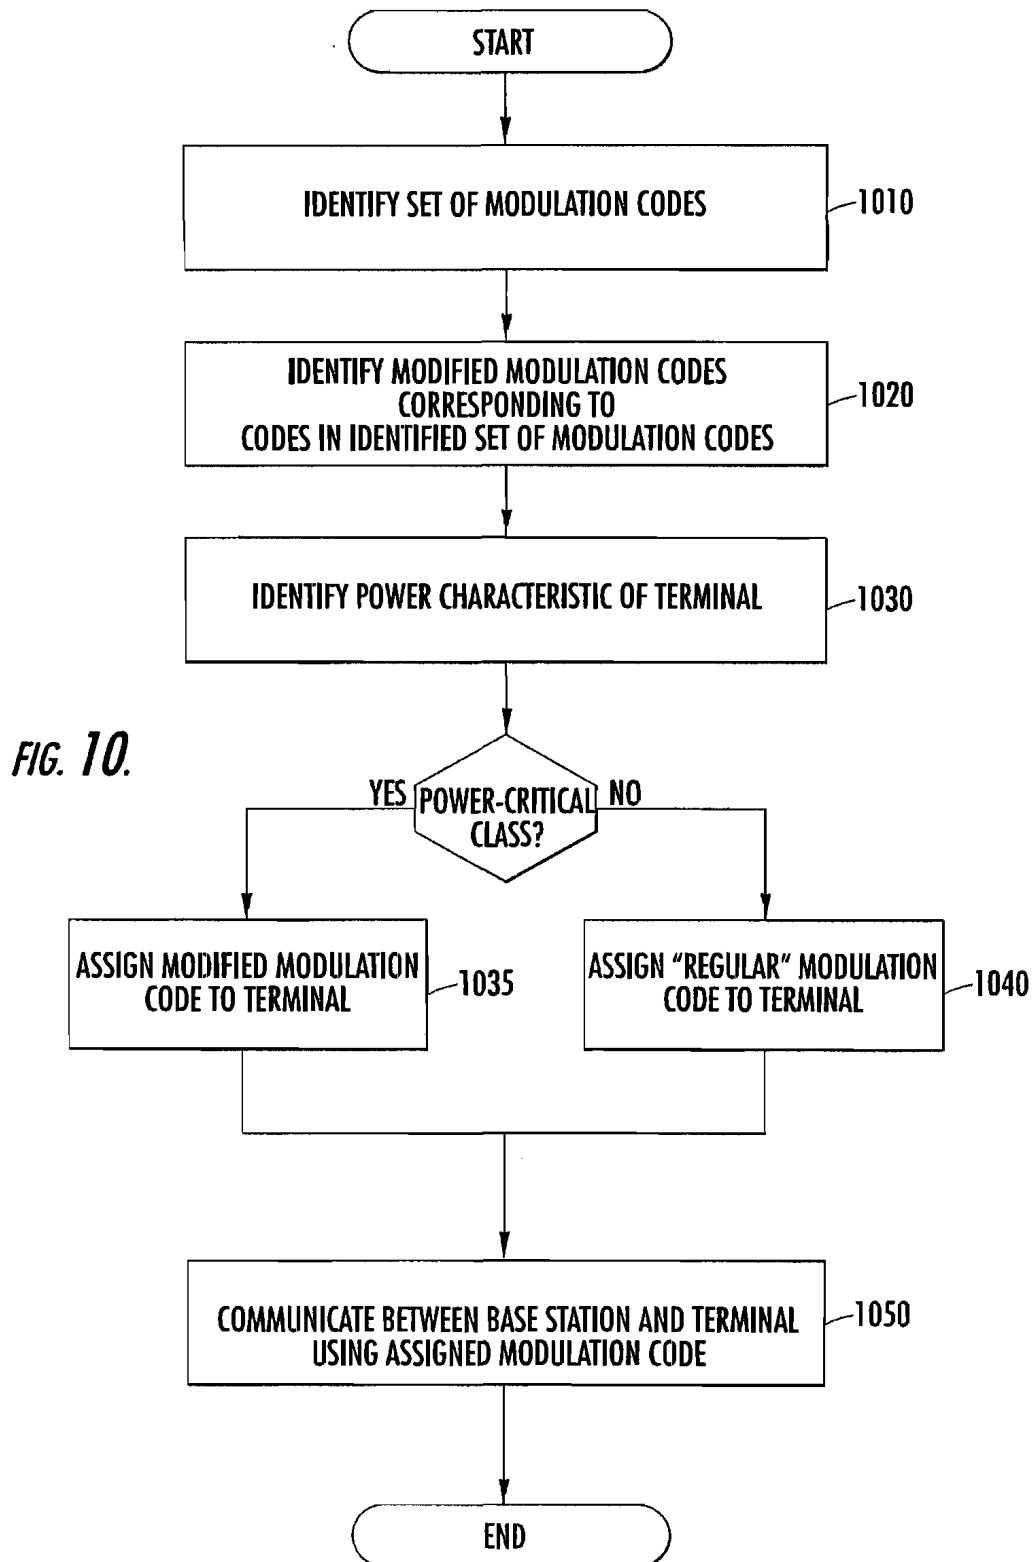 START
IDENTIFY SET OF MODULATION CODES
1010
IDENTIFY MODIFIED MODULATION CODES
CORRESPONDING TO
CODES IN IDENTIFIED SET OF MODULATION CODES
1020
IDENTIFY POWER CHARACTERISTIC OF TERMINAL
1030
FIG. 10.
YES
POWER-CRITICAL
CLASS?
NO
ASSIGN MODIFIED MODULATION
CODE TO TERMINAL
1035
ASSIGN "REGULAR" MODULATION
CODE TO TERMINAL
1040
COMMUNICATE BETWEEN BASE STATION AND TERMINAL
USING ASSIGNED MODULATION CODE
1050
END